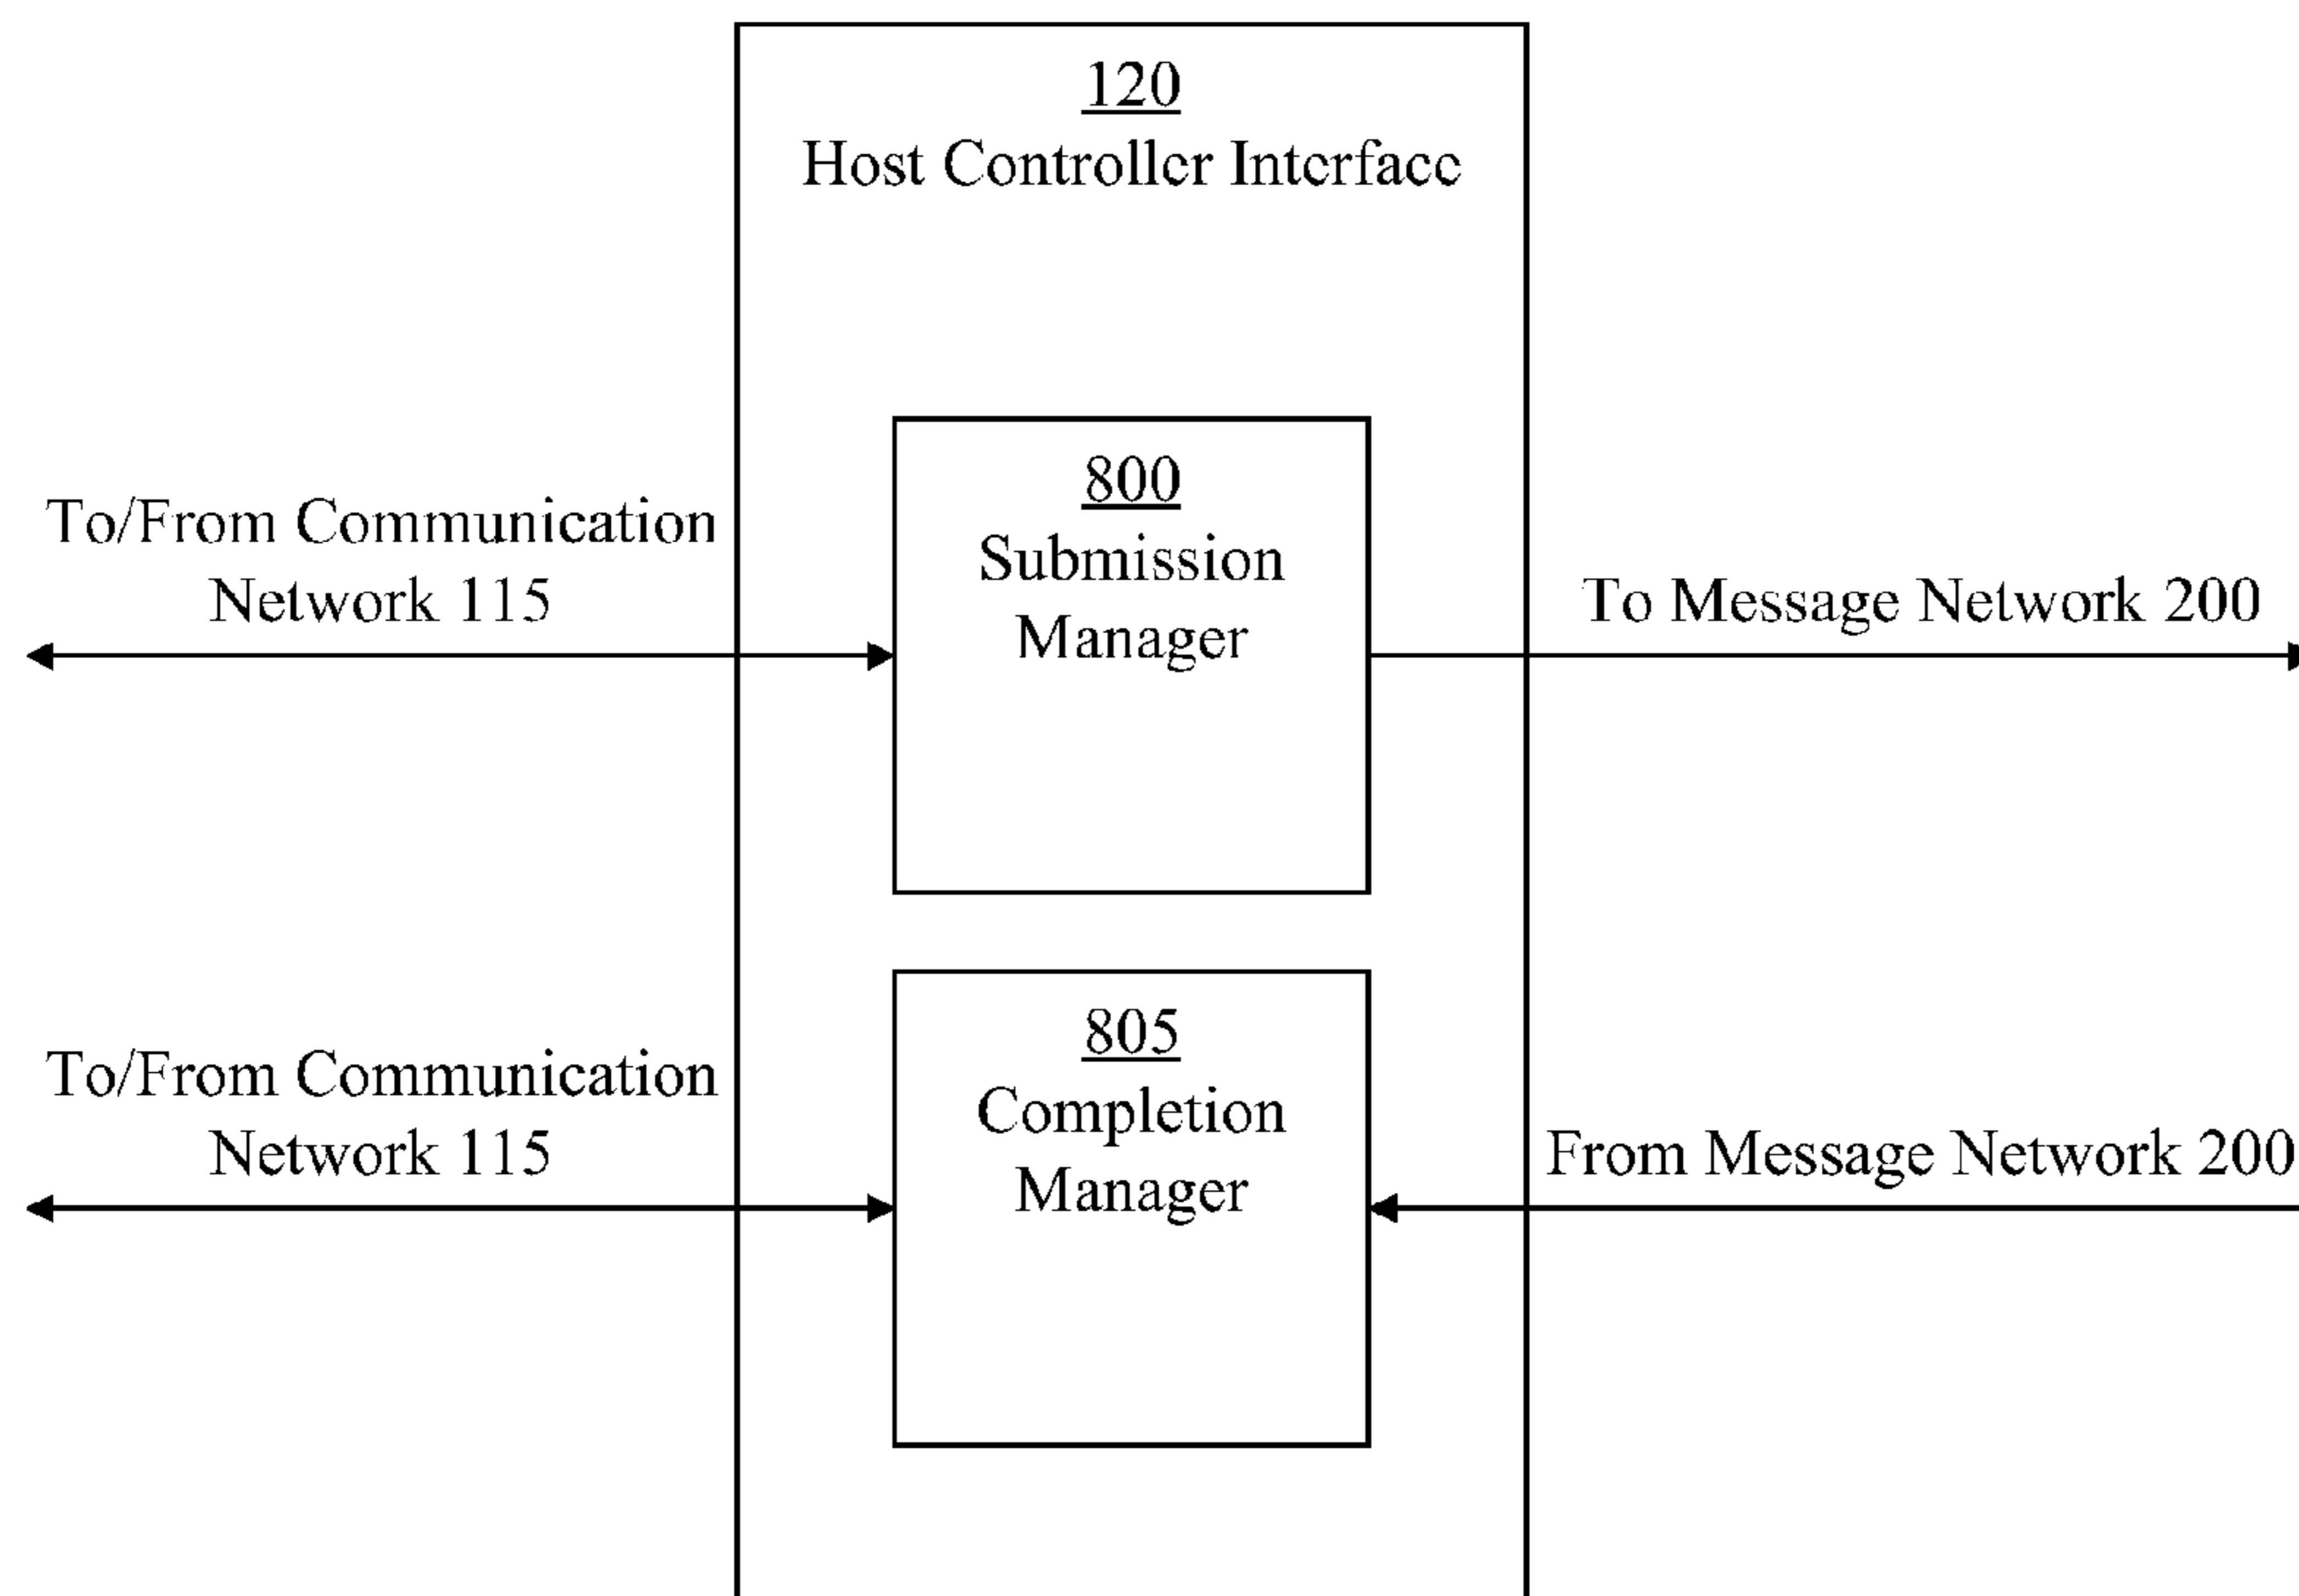 120
Host Controller Interface
800
Submission
Manager
To/From Communication
Network 115
To Message Network 200
805
Completion
Manager
To/From Communication
Network 115
From Message Network 200